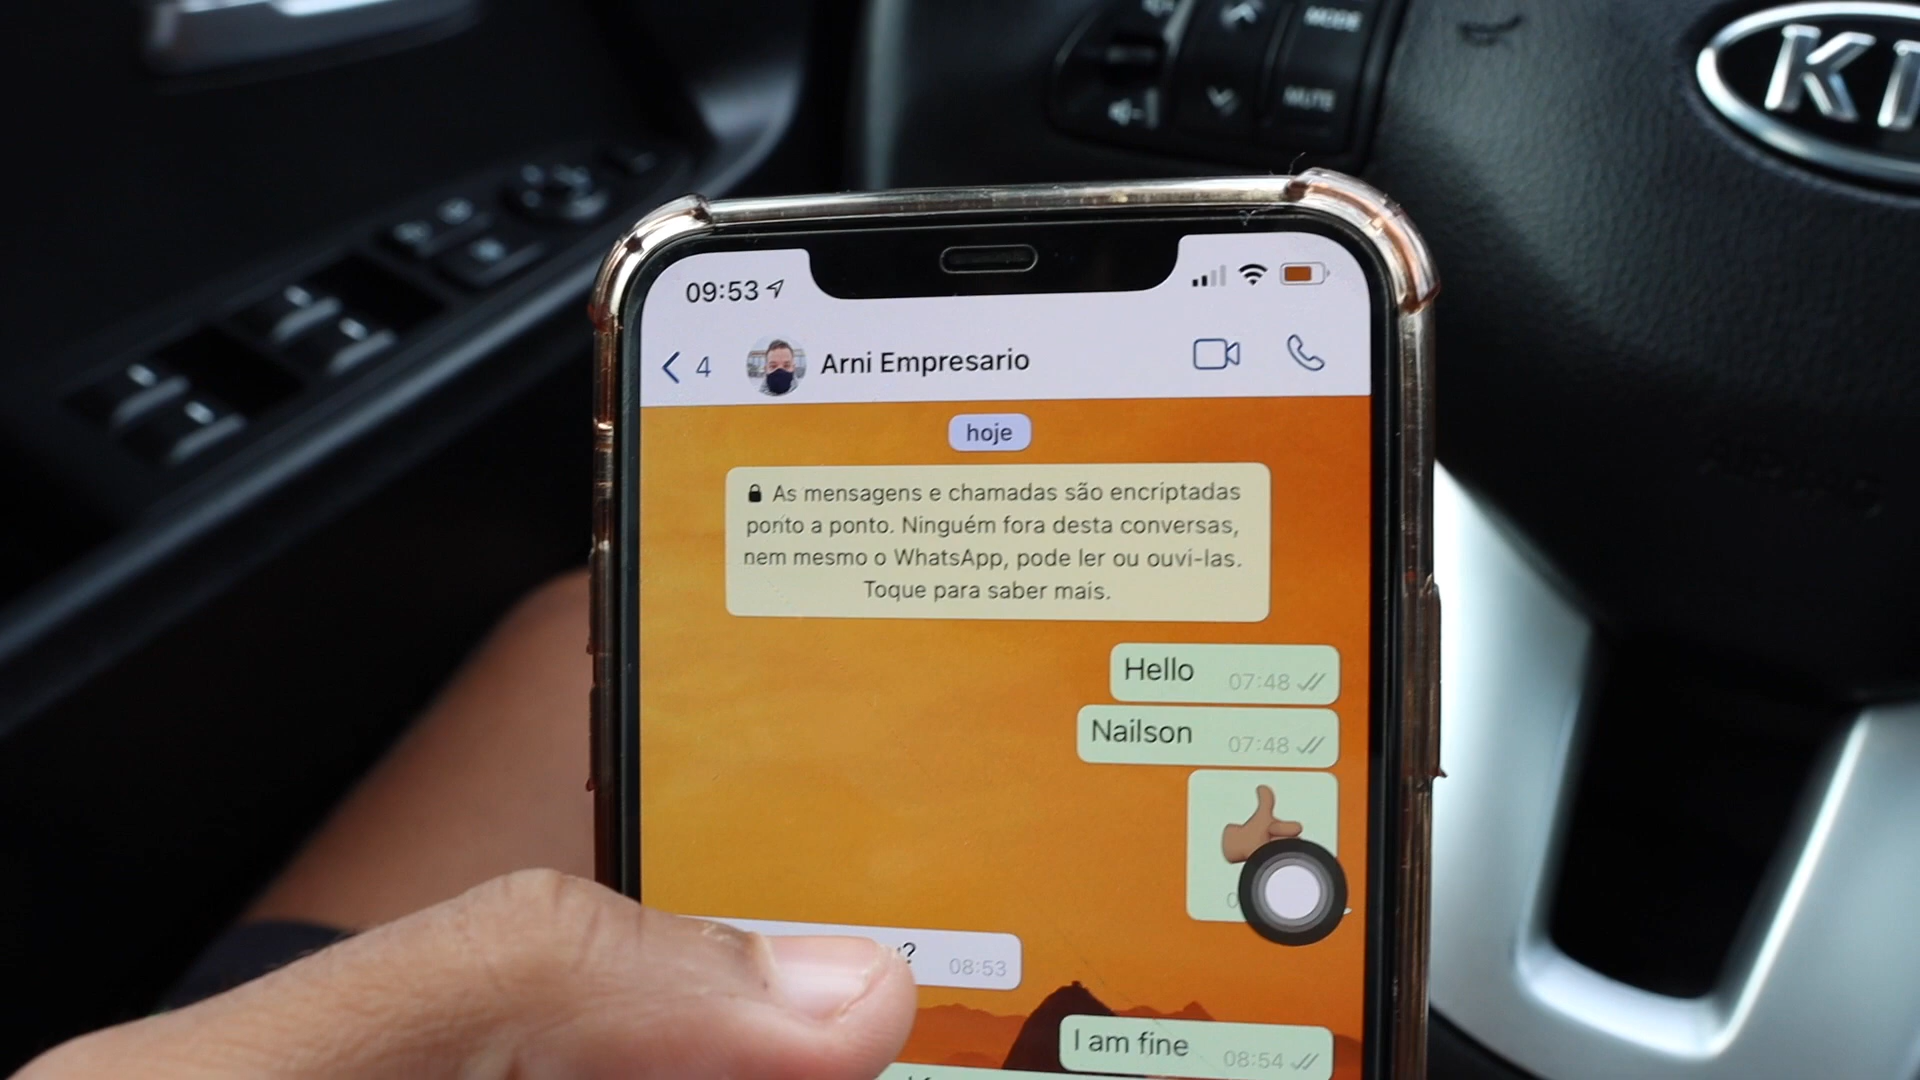 MODE
MUTE
KI
09:53
4
Arni Empresario
hoje
As mensagens e chamadas são encriptadas
ponto a ponto. Ninguém fora desta conversas,
nem mesmo o WhatsApp, pode ler ou ouvi-las.
Toque para saber mais.
Hello 07:48
Nailson 07:48
? 08:53
I am fine 08:54